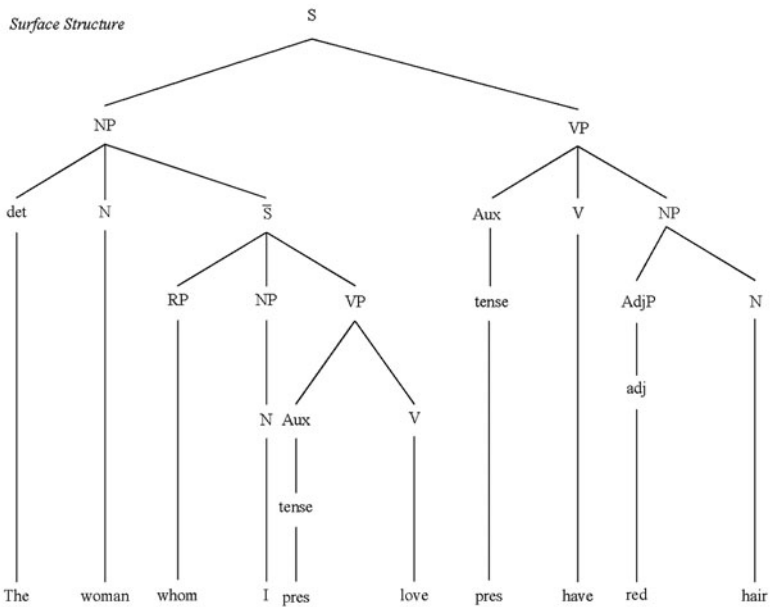 Surface Structure
S
NP VP
det N S̅ Aux V NP
RP NP VP tense AdjP N
adj
N Aux V
tense
The woman whom I pres love pres have red hair